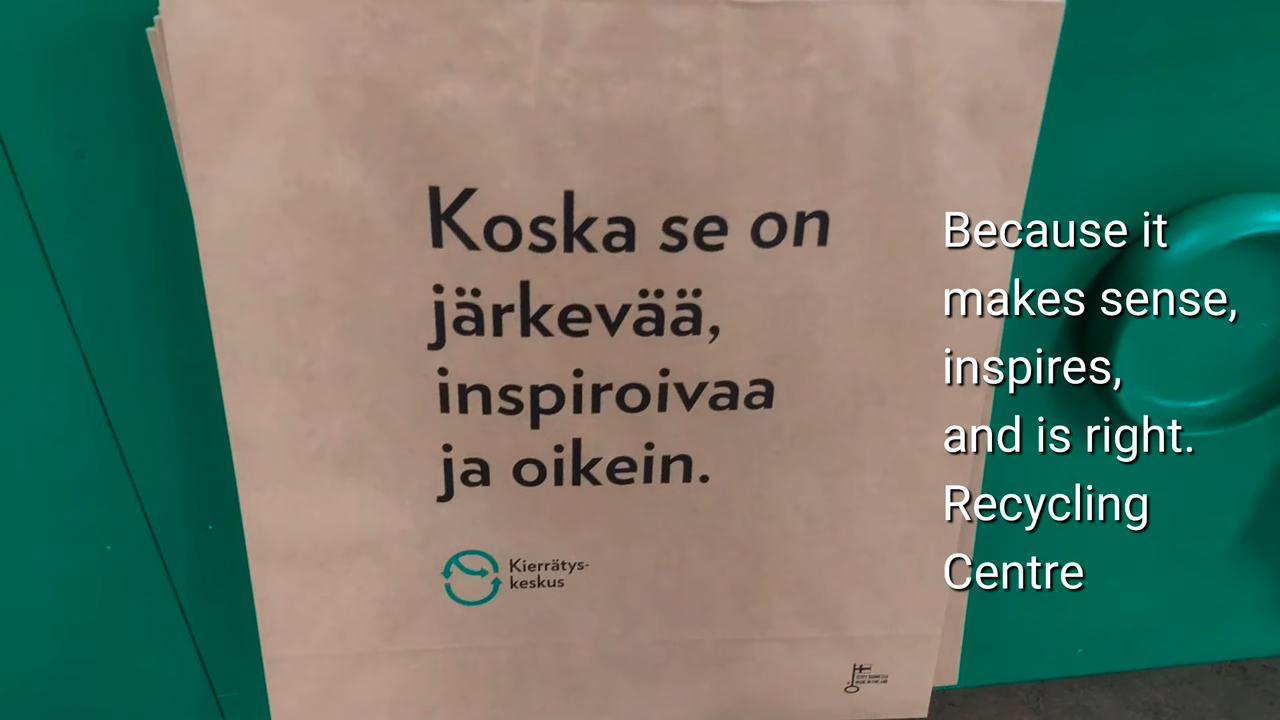 Koska se on
järkevää,
inspiroivaa
ja oikein.
Kierrätys-
keskus
Because it
makes sense,
inspires,
and is right.
Recycling
Centre